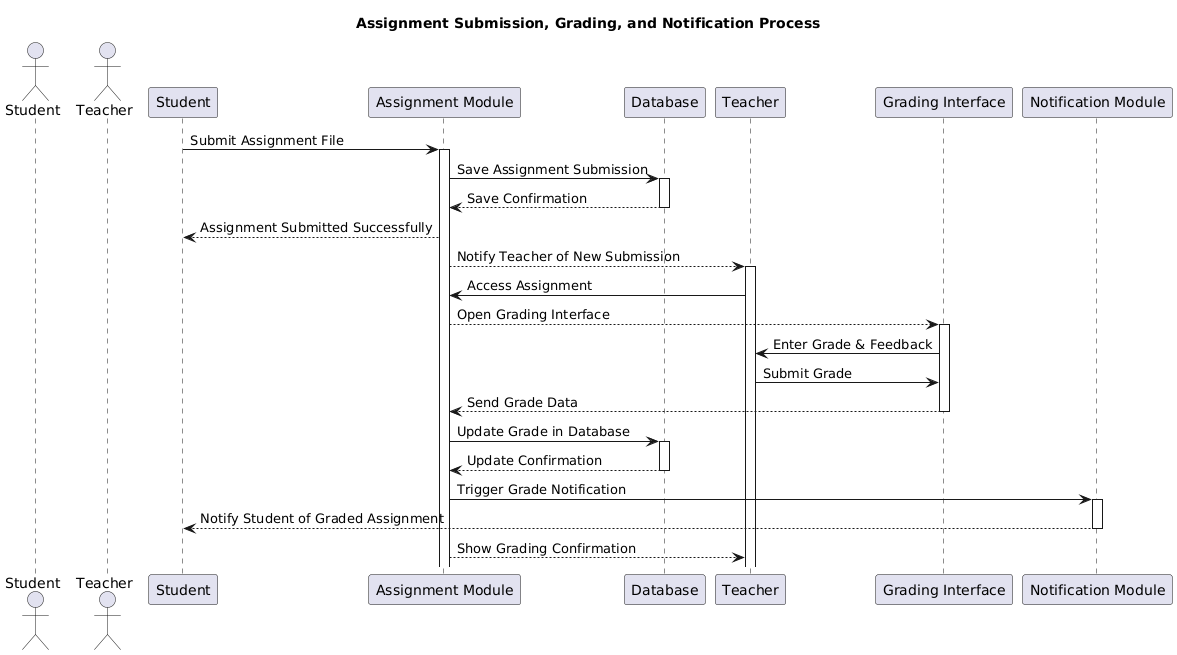 Assignment Submission, Grading, and Notification Process
Student
Teacher
Student
Assignment Module
Database
Teacher
Grading Interface
Notification Module
Submit Assignment File
Save Assignment Submission
Save Confirmation
Assignment Submitted Successfully
Notify Teacher of New Submission
Access Assignment
Open Grading Interface
Enter Grade & Feedback
Submit Grade
Send Grade Data
Update Grade in Database
Update Confirmation
Trigger Grade Notification
Notify Student of Graded Assignment
Show Grading Confirmation
Student
Teacher
Student
Assignment Module
Database
Teacher
Grading Interface
Notification Module